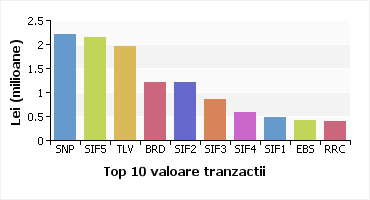 Lei (milioane)
2.5
2
1.5
1
0.5
0
SNP SIF5 TLV BRD SIF2 SIF3 SIF4 SIF1 EBS RRC
Top 10 valoare tranzactii